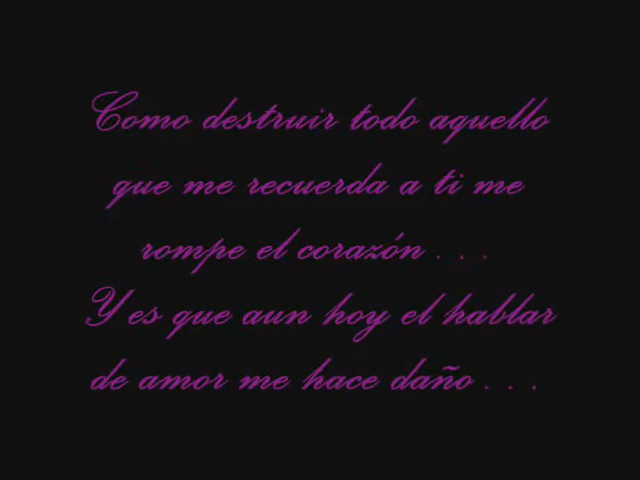 Como destruir todo aquello
que me recuerda a ti me
rompe el corazón . . .
Y es que aun hoy el hablar
de amor me hace daño . . .